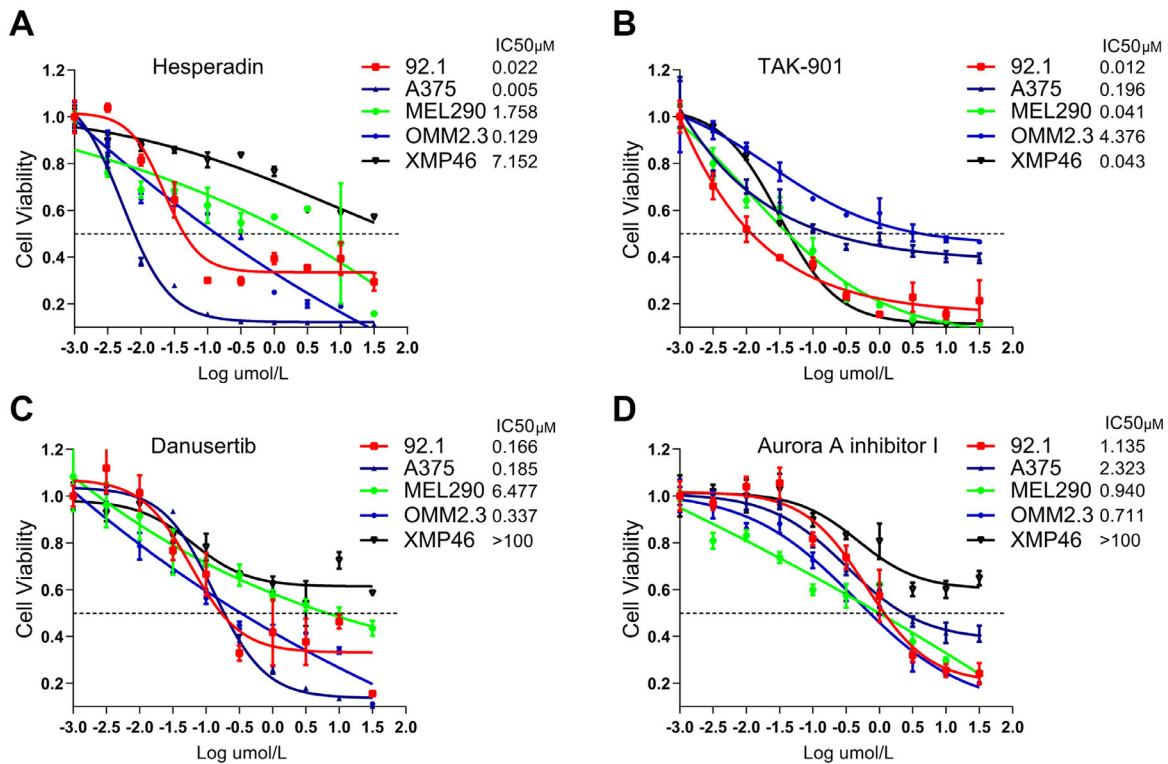 A
Hesperadin
IC50μM
92.1 0.022
A375 0.005
MEL290 1.758
OMM2.3 0.129
XMP46 7.152
Cell Viability
1.2
1.0
0.8
0.6
0.4
0.2
-3.0 -2.5 -2.0 -1.5 -1.0 -0.5 0.0 0.5 1.0 1.5 2.0
Log umol/L
B
TAK-901
IC50μM
92.1 0.012
A375 0.196
MEL290 0.041
OMM2.3 4.376
XMP46 0.043
Cell Viability
1.2
1.0
0.8
0.6
0.4
0.2
-3.0 -2.5 -2.0 -1.5 -1.0 -0.5 0.0 0.5 1.0 1.5 2.0
Log umol/L
C
Danusertib
IC50μM
92.1 0.166
A375 0.185
MEL290 6.477
OMM2.3 0.337
XMP46 >100
Cell Viability
1.2
1.0
0.8
0.6
0.4
0.2
-3.0 -2.5 -2.0 -1.5 -1.0 -0.5 0.0 0.5 1.0 1.5 2.0
Log umol/L
D
Aurora A inhibitor I
IC50μM
92.1 1.135
A375 2.323
MEL290 0.940
OMM2.3 0.711
XMP46 >100
Cell Viability
1.2
1.0
0.8
0.6
0.4
0.2
-3.0 -2.5 -2.0 -1.5 -1.0 -0.5 0.0 0.5 1.0 1.5 2.0
Log umol/L